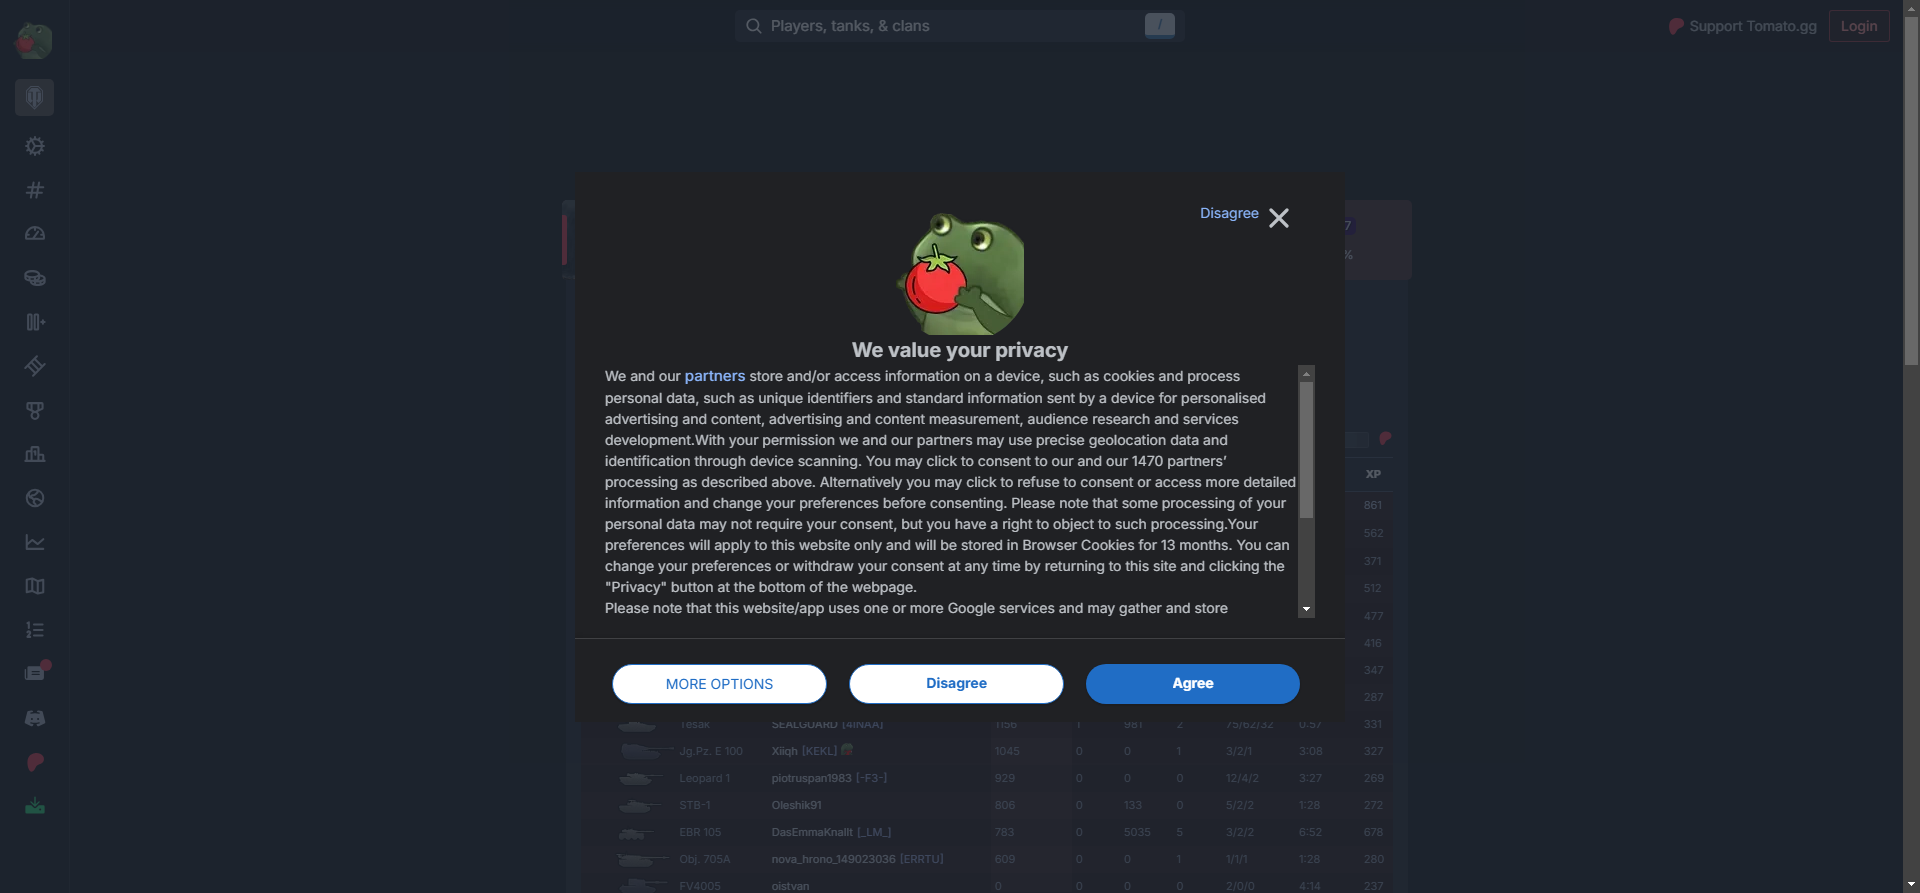 Players, tanks, & clans
/
Support Tomato.gg
Login
Disagree
7
%
We value your privacy
We and our partners store and/or access information on a device, such as cookies and process
personal data, such as unique identifiers and standard information sent by a device for personalised
advertising and content, advertising and content measurement, audience research and services
development.With your permission we and our partners may use precise geolocation data and
identification through device scanning. You may click to consent to our and our 1470 partners’
processing as described above. Alternatively you may click to refuse to consent or access more detailed
information and change your preferences before consenting. Please note that some processing of your
personal data may not require your consent, but you have a right to object to such processing.Your
preferences will apply to this website only and will be stored in Browser Cookies for 13 months. You can
change your preferences or withdraw your consent at any time by returning to this site and clicking the
"Privacy" button at the bottom of the webpage.
Please note that this website/app uses one or more Google services and may gather and store
MORE OPTIONS
Disagree
Agree
XP
861
562
371
512
477
416
347
287
Tesak SEALGUARD [4INAA] 1156 1 981 2 75/62/32 0:57 331
Jg.Pz. E 100 Xiiqh [KEKL] 1045 0 0 1 3/2/1 3:08 327
Leopard 1 piotruspan1983 [-F3-] 929 0 0 0 12/4/2 3:27 269
STB-1 Oleshik91 806 0 133 0 5/2/2 1:28 272
EBR 105 DasEmmaKnallt [_LM_] 783 0 5035 5 3/2/2 6:52 678
Obj. 705A nova_hrono_149023036 [ERRTU] 609 0 0 1 1/1/1 1:28 280
FV4005 oistvan 0 0 0 0 2/0/0 4:14 237